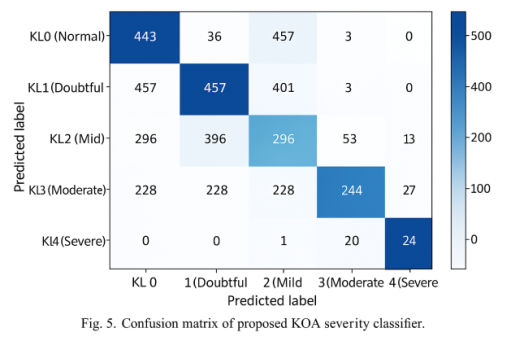 KL0 (Normal) 443 36 457 3 0
KL1(Doubtful 457 457 401 3 0
KL2 (Mid) 296 396 296 53 13
KI3(Moderate) 228 228 228 244 27
KI4(Severe) 0 0 1 20 24
KL 0 1(Doubtful 2(Mild 3(Moderate 4(Severe
Predicted label
Predicted label
500
400
200
100
0
Fig. 5. Confusion matrix of proposed KOA severity classifier.